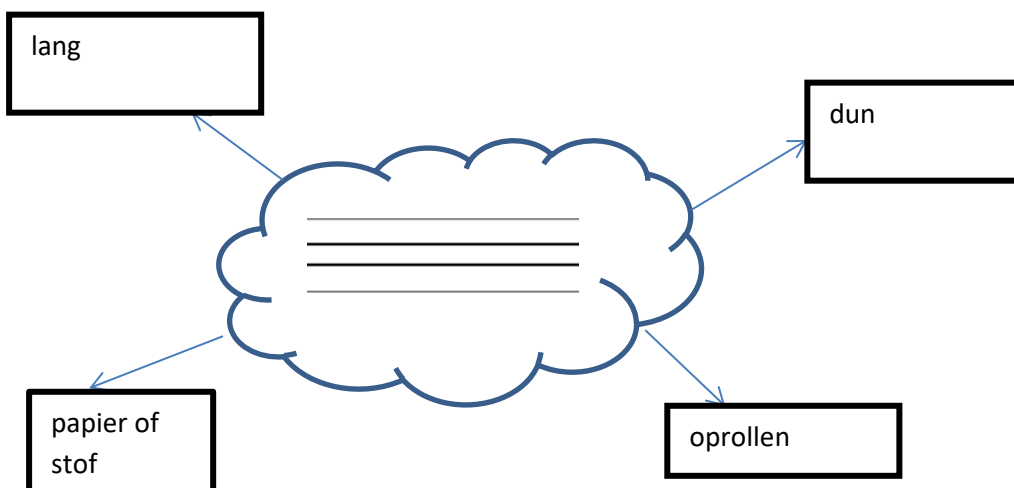 lang
dun
papier of
stof
oprollen